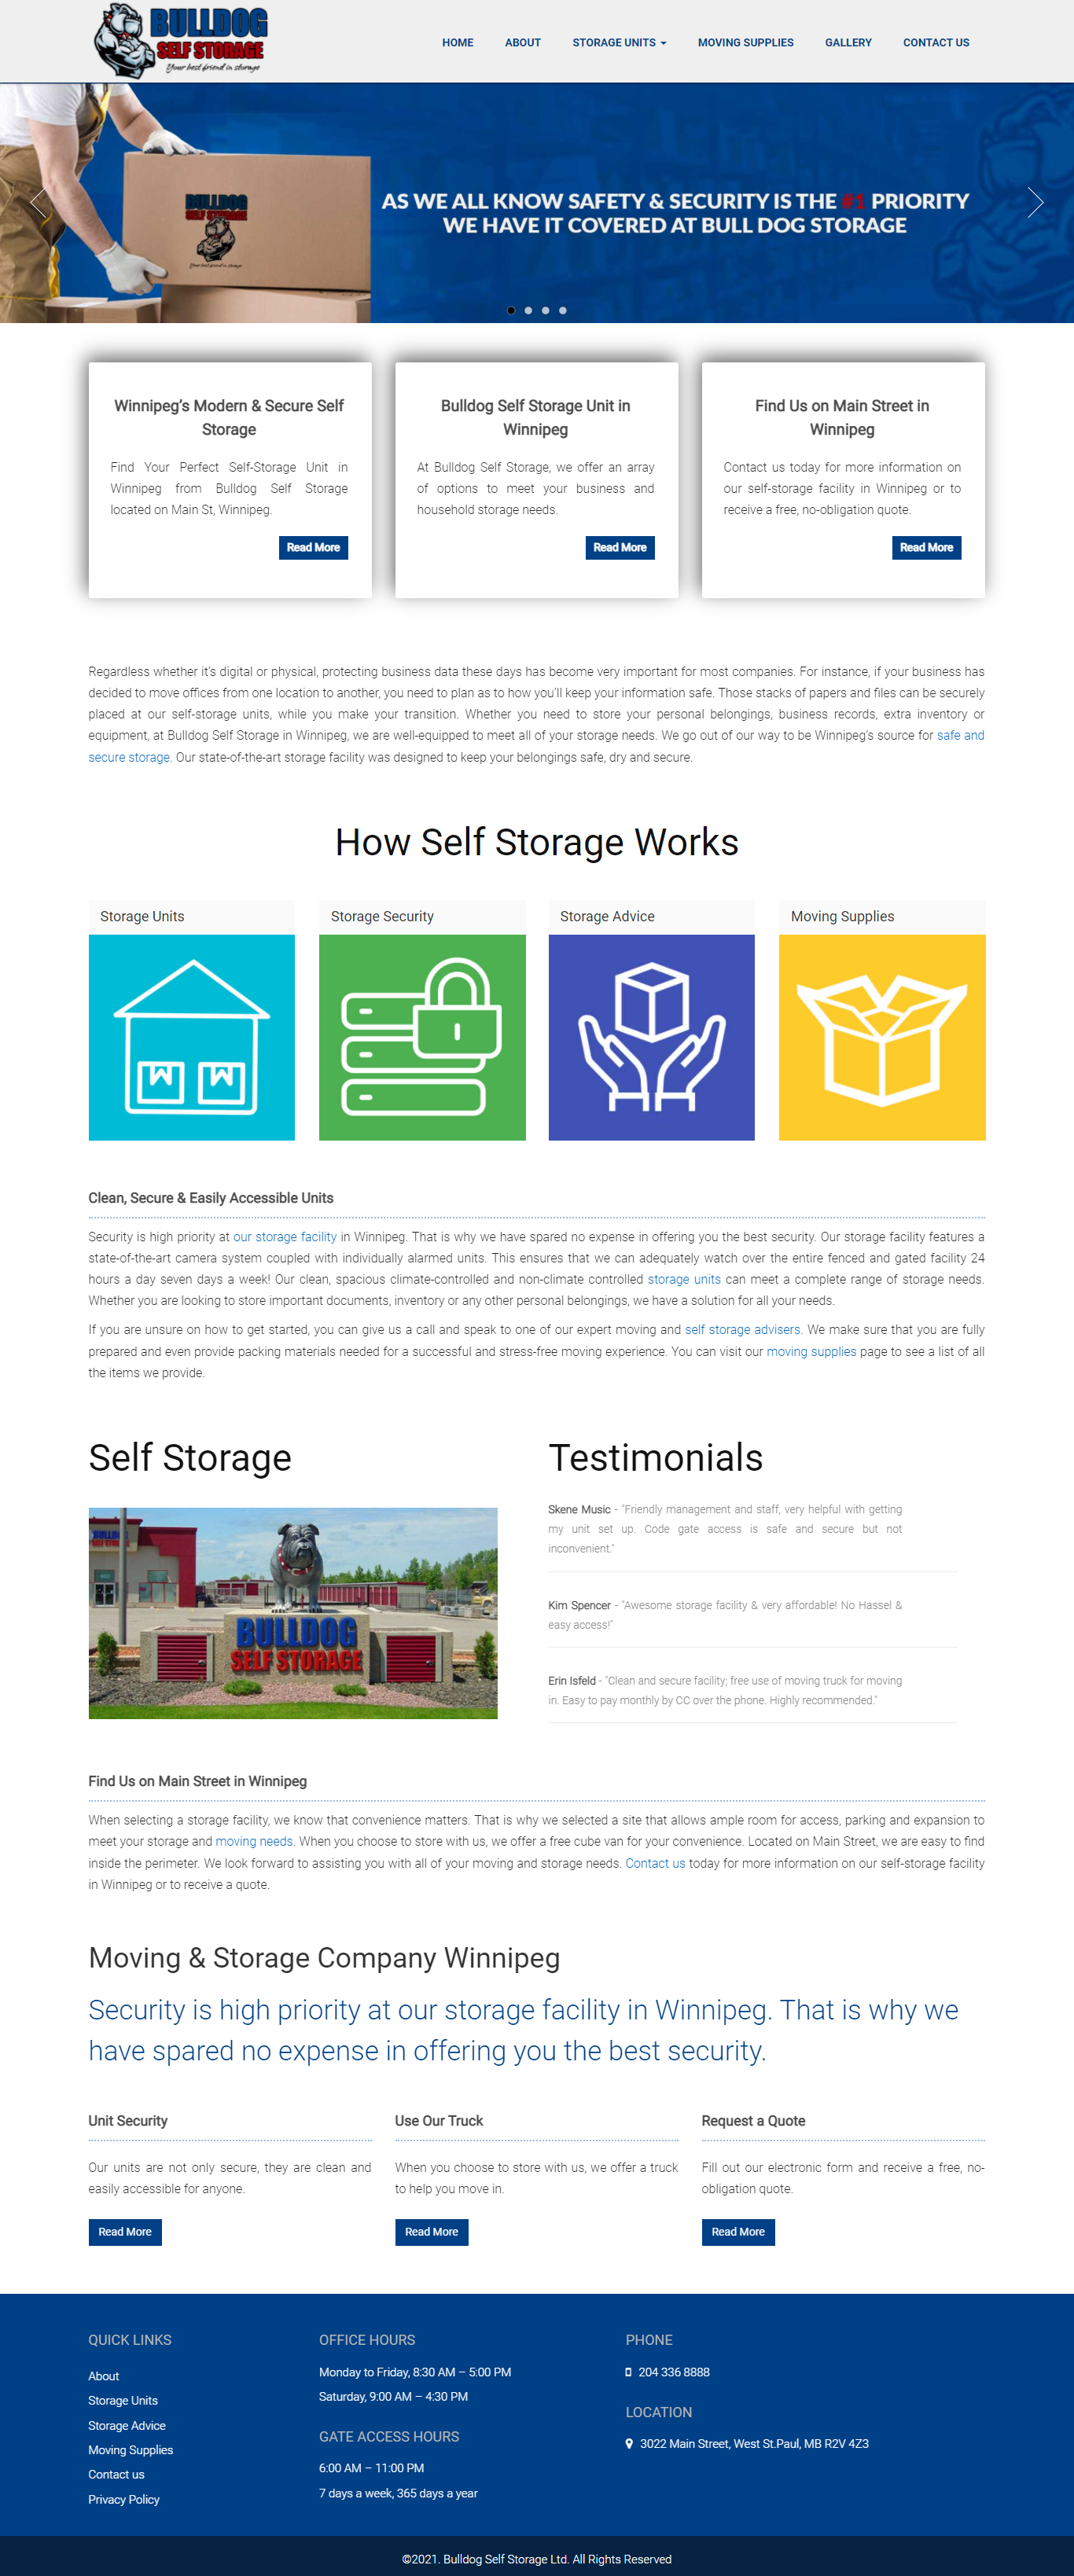 BULLDOG
SELF STORAGE
Your best friend in storage
HOME
ABOUT
STORAGE UNITS
MOVING SUPPLIES
GALLERY
CONTACT US
BULLDOG
SELF STORAGE
Your best friend in storage
AS WE ALL KNOW SAFETY & SECURITY IS THE #1 PRIORITY
WE HAVE IT COVERED AT BULL DOG STORAGE
Winnipeg's Modern & Secure Self
Storage
Find Your Perfect Self-Storage Unit in
Winnipeg from Bulldog Self Storage
located on Main St, Winnipeg.
Read More
Bulldog Self Storage Unit in
Winnipeg
At Bulldog Self Storage, we offer an array
of options to meet your business and
household storage needs.
Read More
Find Us on Main Street in
Winnipeg
Contact us today for more information on
our self-storage facility in Winnipeg or to
receive a free, no-obligation quote.
Read More
Regardless whether it's digital or physical, protecting business data these days has become very important for most companies. For instance, if your business has
decided to move offices from one location to another, you need to plan as to how you'll keep your information safe. Those stacks of papers and files can be securely
placed at our self-storage units, while you make your transition. Whether you need to store your personal belongings, business records, extra inventory or
equipment, at Bulldog Self Storage in Winnipeg, we are well-equipped to meet all of your storage needs. We go out of our way to be Winnipeg's source for safe and
secure storage. Our state-of-the-art storage facility was designed to keep your belongings safe, dry and secure.
How Self Storage Works
Storage Units
Storage Security
Storage Advice
Moving Supplies
Clean, Secure & Easily Accessible Units
Security is high priority at our storage facility in Winnipeg. That is why we have spared no expense in offering you the best security. Our storage facility features a
state-of-the-art camera system coupled with individually alarmed units. This ensures that we can adequately watch over the entire fenced and gated facility 24
hours a day seven days a week! Our clean, spacious climate-controlled and non-climate controlled storage units can meet a complete range of storage needs.
Whether you are looking to store important documents, inventory or any other personal belongings, we have a solution for all your needs.
If you are unsure on how to get started, you can give us a call and speak to one of our expert moving and self storage advisers. We make sure that you are fully
prepared and even provide packing materials needed for a successful and stress-free moving experience. You can visit our moving supplies page to see a list of all
the items we provide.
Self Storage
BULLDOG
SELF STORAGE
BULLDOG
SELF STORAGE
Testimonials
Skene Music - "Friendly management and staff, very helpful with getting
my unit set up. Code gate access is safe and secure but not
inconvenient."
Kim Spencer - "Awesome storage facility & very affordable! No Hassel &
easy access!"
Erin Isfeld - "Clean and secure facility; free use of moving truck for moving
in. Easy to pay monthly by CC over the phone. Highly recommended."
Find Us on Main Street in Winnipeg
When selecting a storage facility, we know that convenience matters. That is why we selected a site that allows ample room for access, parking and expansion to
meet your storage and moving needs. When you choose to store with us, we offer a free cube van for your convenience. Located on Main Street, we are easy to find
inside the perimeter. We look forward to assisting you with all of your moving and storage needs. Contact us today for more information on our self-storage facility
in Winnipeg or to receive a quote.
Moving & Storage Company Winnipeg
Security is high priority at our storage facility in Winnipeg. That is why we
have spared no expense in offering you the best security.
Unit Security
Our units are not only secure, they are clean and
easily accessible for anyone.
Read More
Use Our Truck
When you choose to store with us, we offer a truck
to help you move in.
Read More
Request a Quote
Fill out our electronic form and receive a free, no-
obligation quote.
Read More
QUICK LINKS
About
Storage Units
Storage Advice
Moving Supplies
Contact us
Privacy Policy
OFFICE HOURS
Monday to Friday, 8:30 AM – 5:00 PM
Saturday, 9:00 AM – 4:30 PM
GATE ACCESS HOURS
6:00 AM – 11:00 PM
7 days a week, 365 days a year
PHONE
204 336 8888
LOCATION
3022 Main Street, West St.Paul, MB R2V 4Z3
©2021. Bulldog Self Storage Ltd. All Rights Reserved